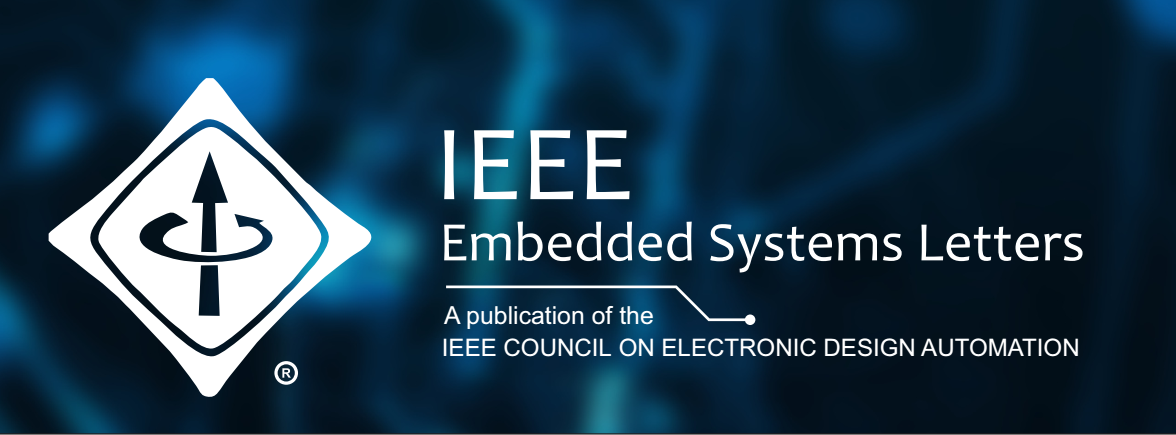 IEEE
Embedded Systems Letters
A publication of the
IEEE COUNCIL ON ELECTRONIC DESIGN AUTOMATION
®